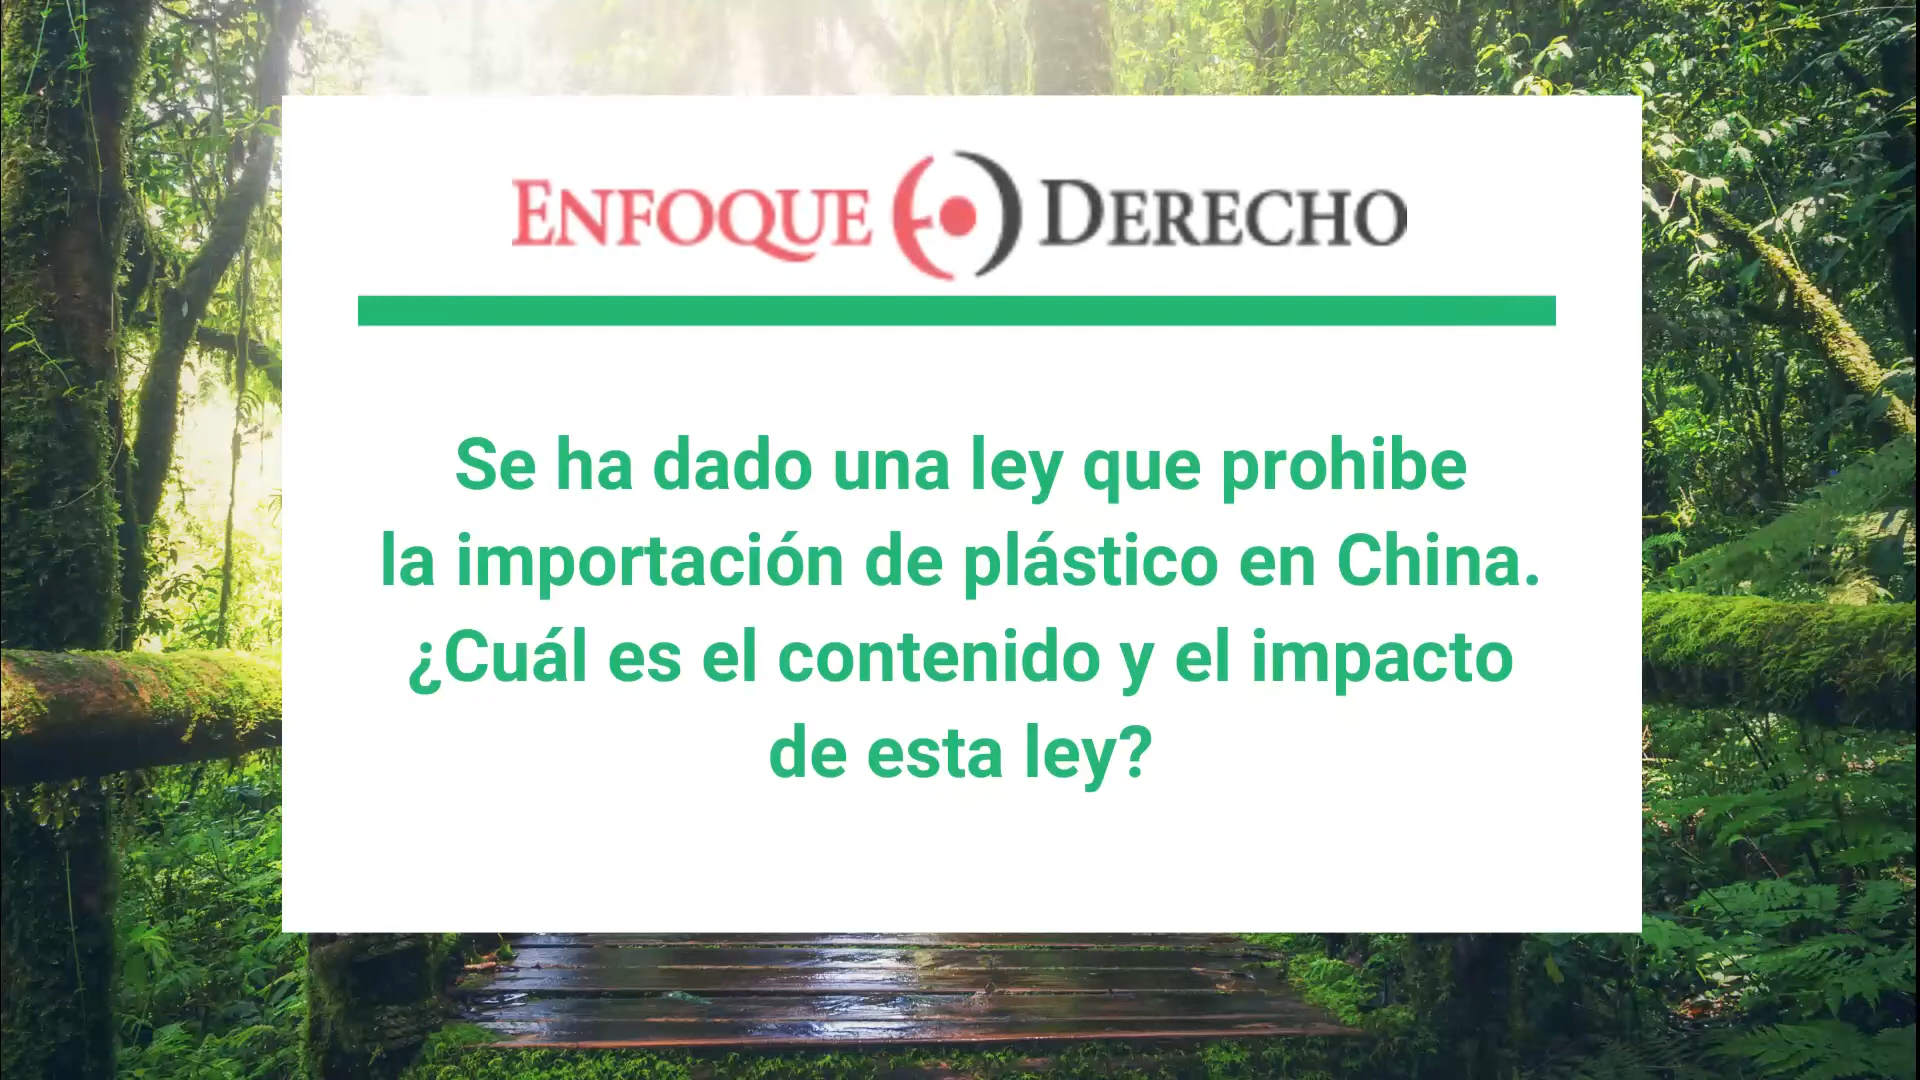 ENFOQUE DERECHO
Se ha dado una ley que prohibe
la importación de plástico en China.
¿Cuál es el contenido y el impacto
de esta ley?